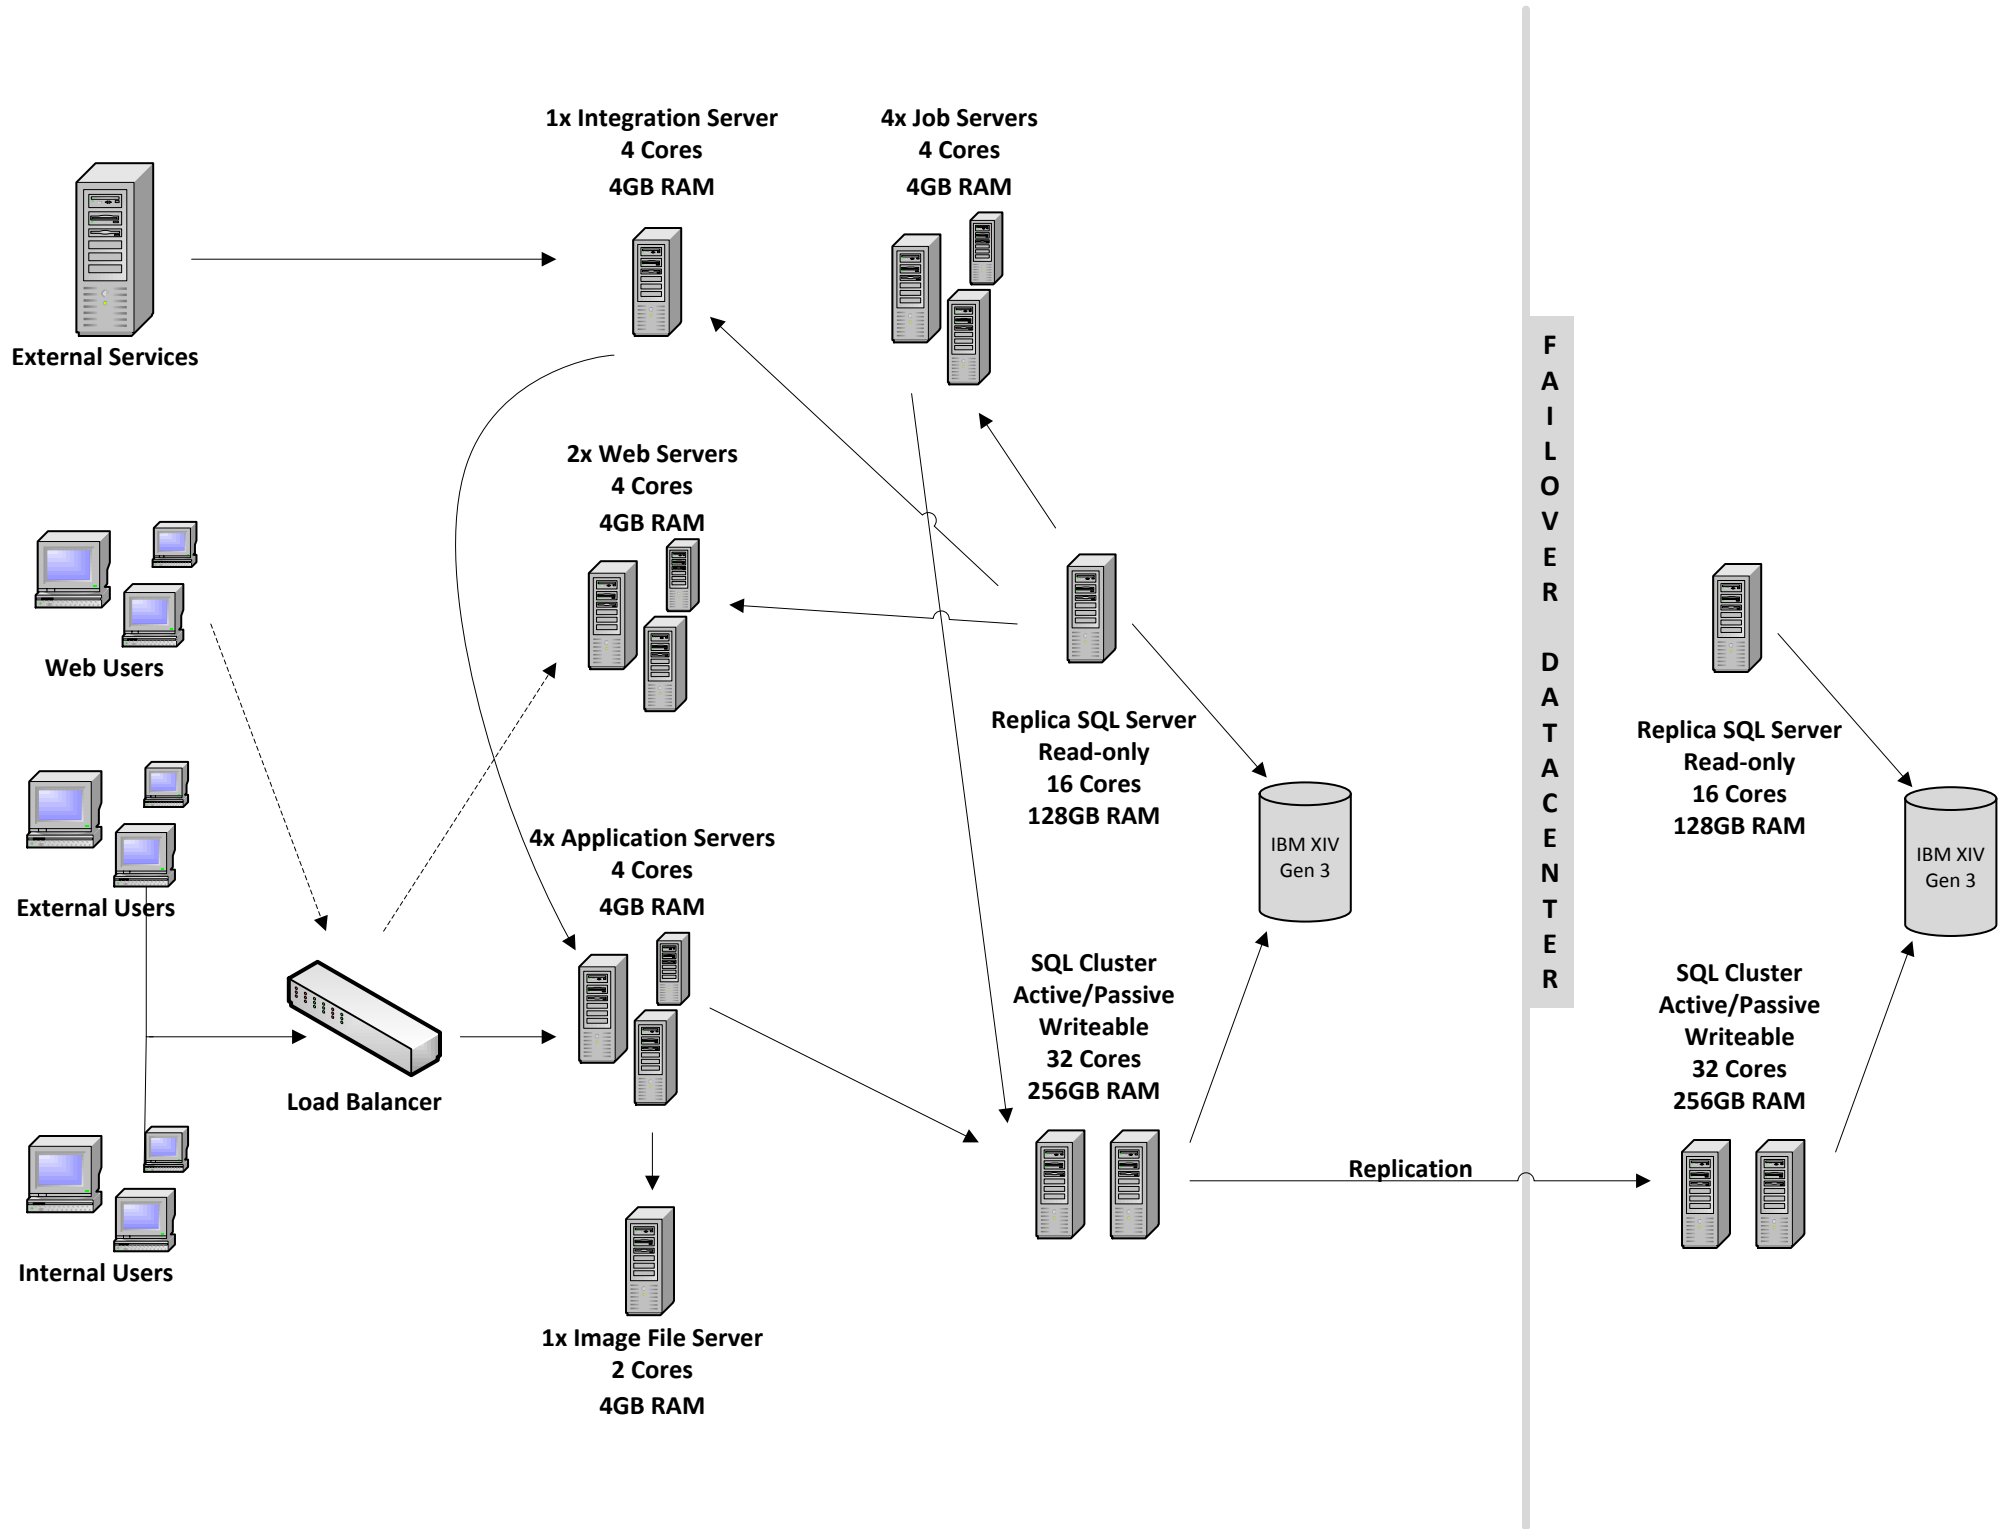 1x Integration Server
4 Cores
4GB RAM
4x Job Servers
4 Cores
4GB RAM
External Services
2x Web Servers
4 Cores
4GB RAM
Web Users
Replica SQL Server
Read-only
16 Cores
128GB RAM
IBM XIV
Gen 3
External Users
4x Application Servers
4 Cores
4GB RAM
Load Balancer
SQL Cluster
Active/Passive
Writeable
32 Cores
256GB RAM
Internal Users
1x Image File Server
2 Cores
4GB RAM
Replication
F
A
I
L
O
V
E
R
D
A
T
A
C
E
N
T
E
R
Replica SQL Server
Read-only
16 Cores
128GB RAM
IBM XIV
Gen 3
SQL Cluster
Active/Passive
Writeable
32 Cores
256GB RAM